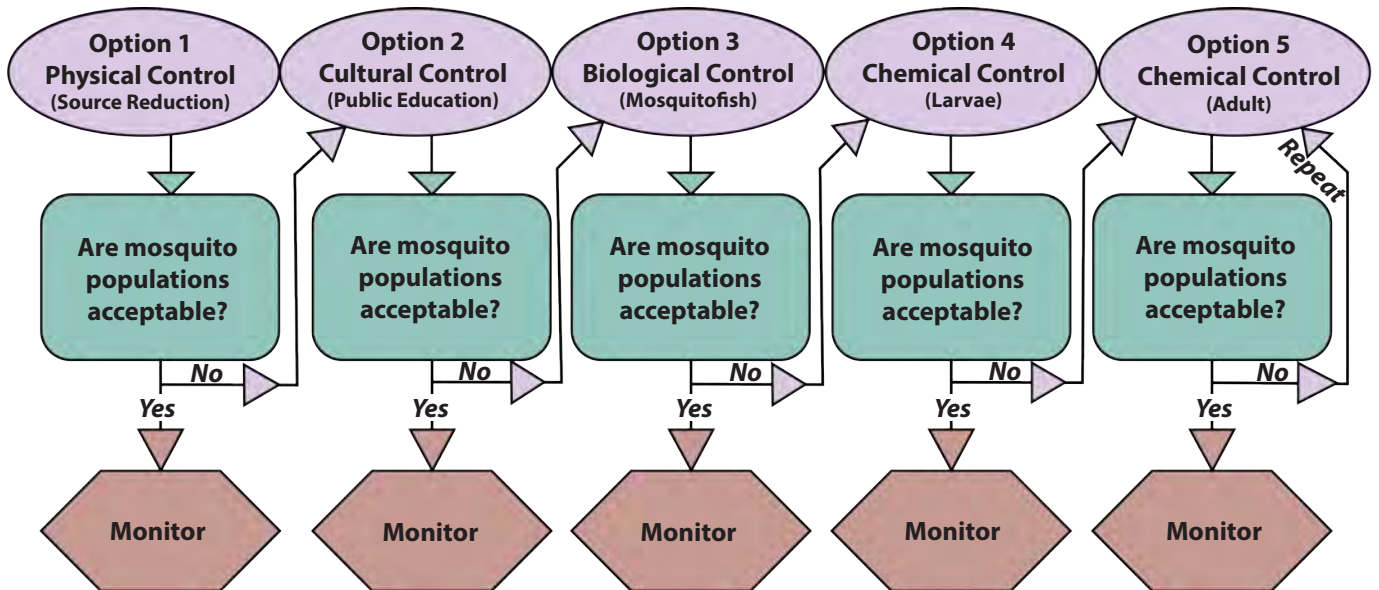 Option 1
Physical Control
(Source Reduction)
Option 2
Cultural Control
(Public Education)
Option 3
Biological Control
(Mosquitofish)
Option 4
Chemical Control
(Larvae)
Option 5
Chemical Control
(Adult)
Repeat
Are mosquito
populations
acceptable?
No
Yes
Are mosquito
populations
acceptable?
No
Yes
Are mosquito
populations
acceptable?
No
Yes
Are mosquito
populations
acceptable?
No
Yes
Are mosquito
populations
acceptable?
No
Yes
Monitor
Monitor
Monitor
Monitor
Monitor